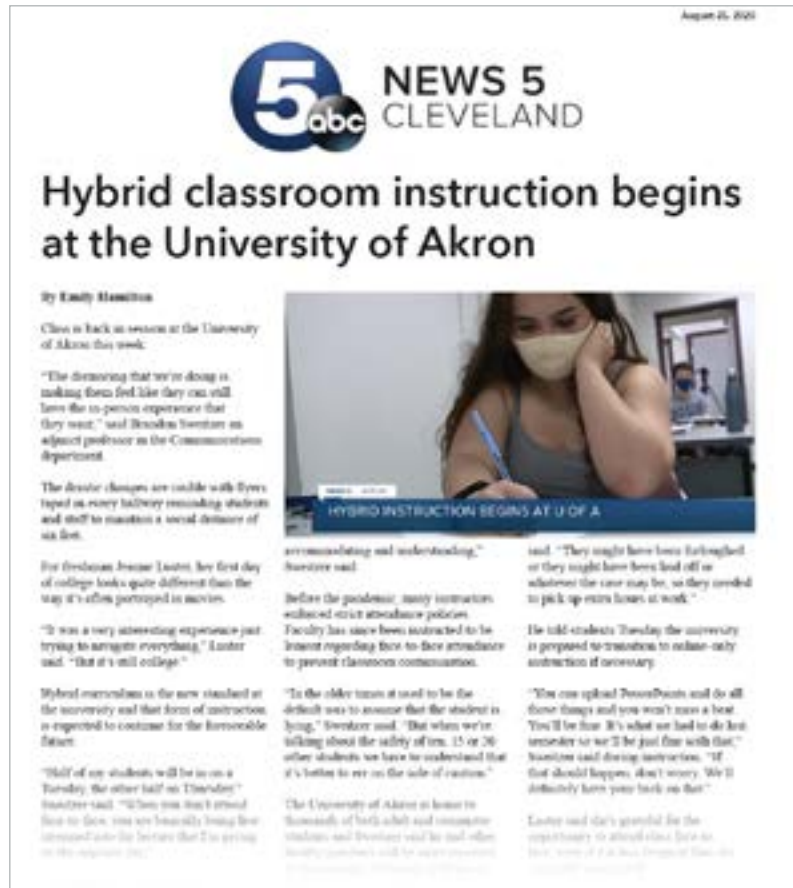 August 25, 2020
5
abc
NEWS 5
CLEVELAND
Hybrid classroom instruction begins
at the University of Akron
By Emily Hamilton
Class is back in session at the University
of Akron this week.
we're doing is
making them feel like they can still
have the in-person experience that
they want," said Brandon Sweitzer an
adjunct professor in the Communications
department.
The drastic changes are visible with flyers
taped in every hallway reminding students
and staff to maintain a social distance of
six feet.
For freshman Luster, her first day
of college looks quite different than the
way it's often portrayed in movies.
"It was a very interesting experience just
trying to navigate everything," Luster
said. "But it's still college."
Hybrid curriculum is the new standard at
the university and that form of instruction
is expected to continue for the foreseeable
future.
"Half of my students will be in on a
Tuesday, the other half on Thursday,"
Sweitzer said. "When you don't attend
face-to-face, you are basically being live
streamed into the lecture that I'm giving
on the opposite day."
HYBRID INSTRUCTION BEGINS AT U OF A
accommodating and understanding,"
Sweitzer said.
Before the pandemic, many instructors
enforced strict attendance policies.
Faculty has since been instructed to be
lenient regarding face-to-face attendance
to prevent classroom contamination.
"In the older times it used to be the
default was to assume that the student is
lying," Sweitzer said. "But when we're
talking about the safety of ten, 15 or 20
other students we have to understand that
it's better to err on the side of caution."
The University of Akron is home to
thousands of both adult and commuter
students and Sweitzer said he and other
said. "They might have been furloughed
or they might have been laid off or
whatever the case may be, so they needed
to pick up extra hours at work."
He told students Tuesday the university
is prepared to transition to online-only
instruction if necessary.
"You can upload PowerPoints and do all
those things and you won't miss a beat.
You'll be fine. It's what we had to do last
semester so we'll be just fine with that,"
Sweitzer said during instruction. "If
that should happen, don't worry. We'll
definitely have your back on that."
Luster said she's grateful for the
opportunity to attend class face-to-